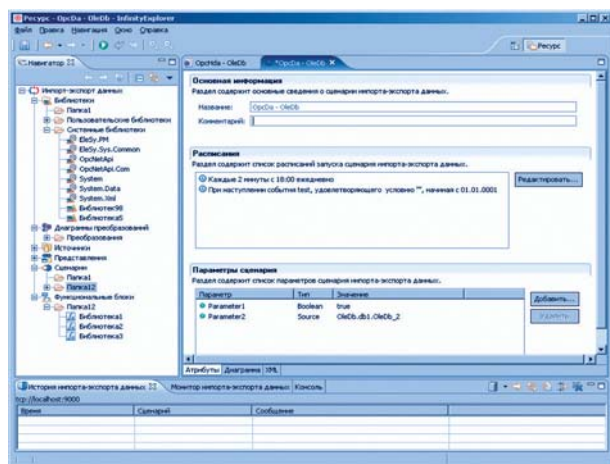 Ресурс - OpcDa - OleDb - InfinityExplorer
Файл Правка Навигация Окно Справка
Ресурс
Навигатор
OpcHda - OleDb
*OpcDa - OleDb
Импорт-экспорт данных
Библиотеки
Папка1
Пользовательские библиотеки
Системные библиотеки
EleSy.PM
EleSy.Sys.Common
OpcNetApi
OpcNetApi.Com
System
System.Data
System.Xml
Библиотек98
Библиотека5
Диаграммы преобразований
Преобразования
Источники
Представления
Сценарии
Папка1
Папка12
Функциональные блоки
Папка12
Библиотека1
Библиотека2
Библиотека3
Основная информация
Раздел содержит основные сведения о сценарии импорта-экспорта данных.
Название: OpcDa - OleDb
Комментарий:
Расписания
Раздел содержит список расписаний запуска сценария импорта-экспорта данных.
Каждые 2 минуты с 18:00 ежедневно
При наступлении события test, удовлетворяющего условию "", начиная с 01.01.0001
Редактировать...
Параметры сценария
Раздел содержит список параметров сценария импорта-экспорта данных.
Параметр Тип Значение
Parameter1 Boolean true
Parameter2 Source OleDb.db1.OleDb_2
Добавить...
Удалить
Атрибуты Диаграмма XML
История импорта-экспорта данных Монитор импорта-экспорта данных Консоль
tcp://localhost:9000
Время Сценарий Сообщение